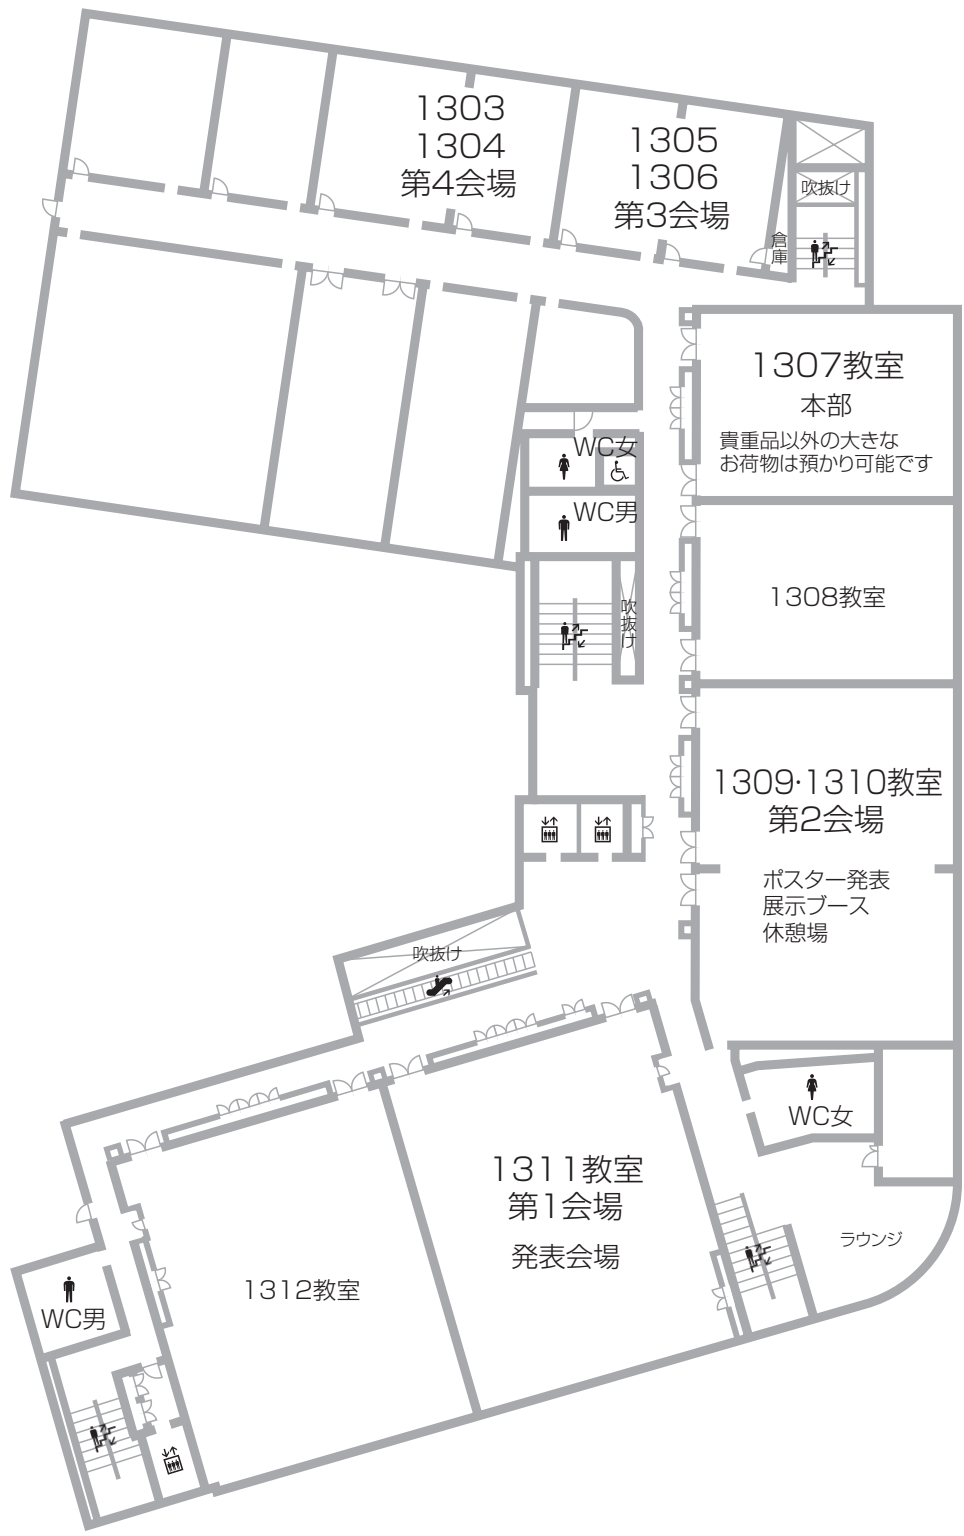 1303
1304
第4会場
1305
1306
第3会場
吹抜け
倉庫
1307教室
本部
貴重品以外の大きな
お荷物は預かり可能です
WC女
WC男
吹抜け
1308教室
1309·1310教室
第2会場
ポスター発表
展示ブース
休憩場
吹抜け
WC女
1311教室
第1会場
発表会場
ラウンジ
1312教室
WC男